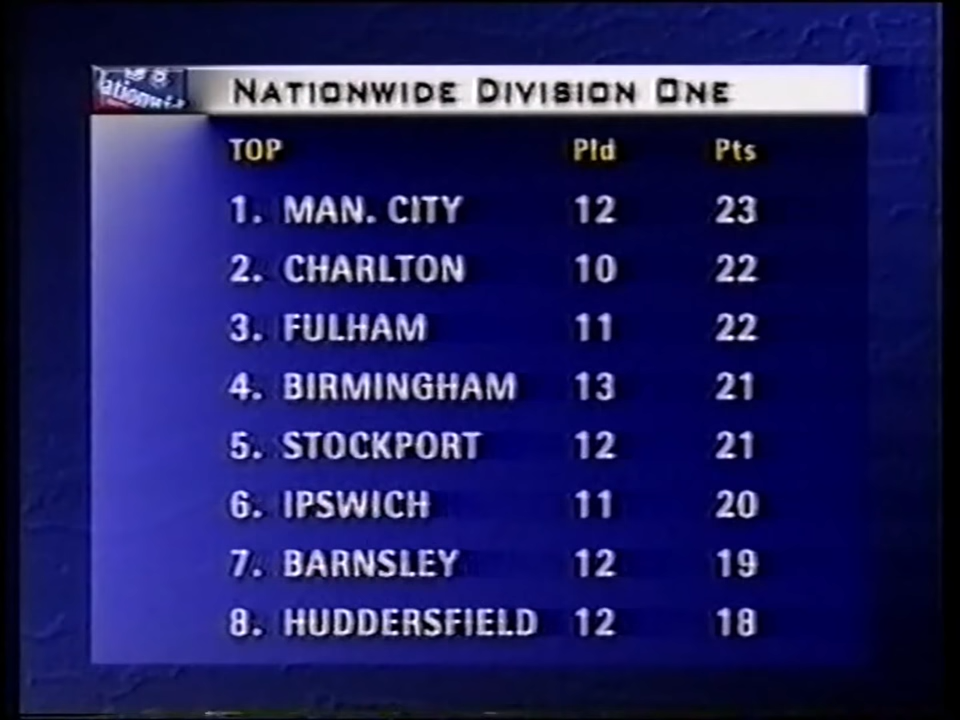 Nationwide
NATIONWIDE DIVISION ONE
TOP Pld Pts
1. MAN. CITY 12 23
2. CHARLTON 10 22
3. FULHAM 11 22
4. BIRMINGHAM 13 21
5. STOCKPORT 12 21
6. IPSWICH 11 20
7. BARNSLEY 12 19
8. HUDDERSFIELD 12 18